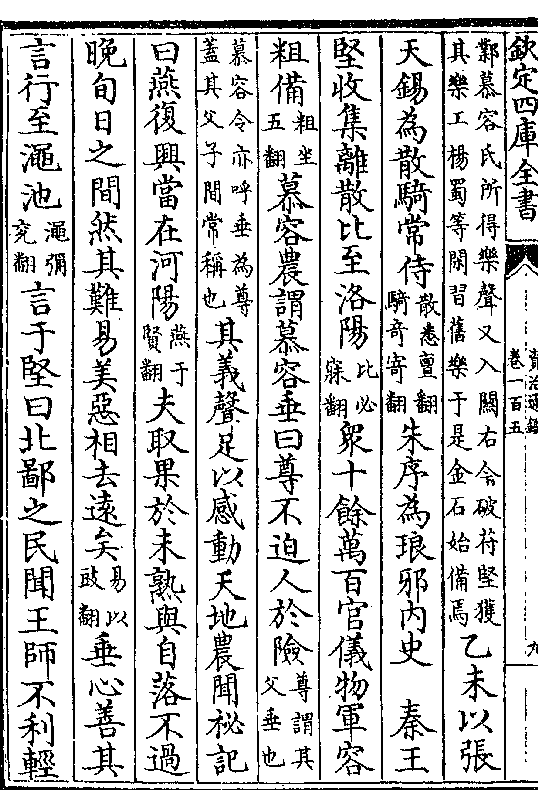 欽定四庫全書
資治通鑑
卷一百五
九
鄴慕容氏所得樂聲又入關右今破苻堅獲其樂工楊蜀等閑習舊樂于是金石始備焉乙未以張
天錫為散騎常侍散悉亶翻騎奇寄翻朱序為琅邪内史 秦王
堅收集離散比至洛陽比必寐翻衆十餘萬百官儀物軍容
粗備粗坐五翻慕容農謂慕容垂曰尊不迫人於險尊謂其父垂也
慕容令亦呼垂為尊蓋其父子間常稱也其義聲足以感動天地農聞祕記
曰燕復興當在河陽燕于賢翻夫取果於未熟與自落不過
晚旬日之間然其難易美惡相去遠矣易以豉翻垂心善其
言行至澠池澠彌兖翻言于堅曰北鄙之民聞王師不利輕